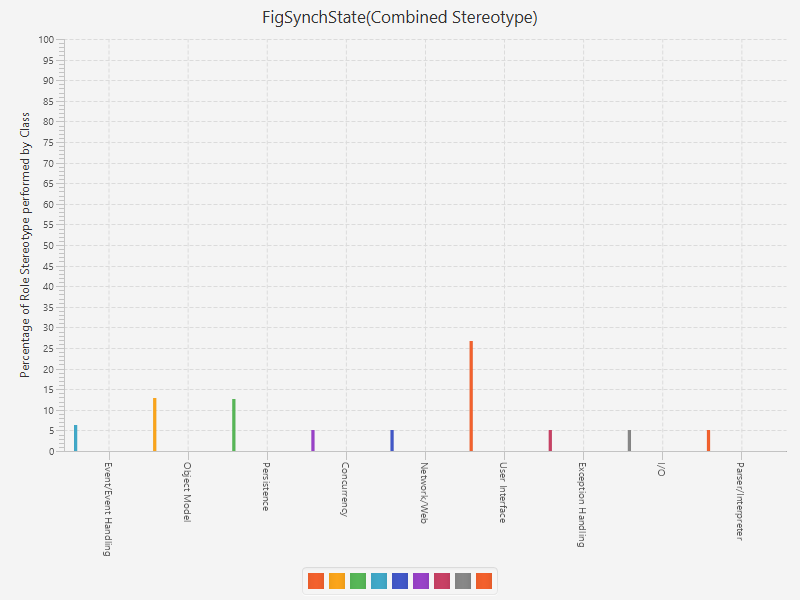 FigSynchState(Combined Stereotype)
Percentage of Role Stereotype performed by Class
100
95
90
85
80
75
70
65
60
55
50
45
40
35
30
25
20
15
10
5
0
Event/Event Handling
Object Model
Persistence
Concurrency
Network/Web
User Interface
Exception Handling
I/O
Parser/Interpreter